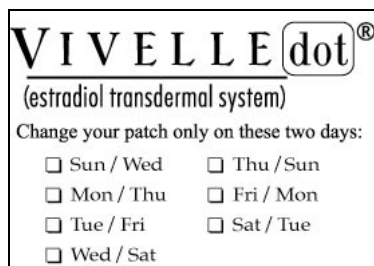 VIVELLE dot®
(estradiol transdermal system)
Change your patch only on these two days:
❑ Sun / Wed ❑ Thu / Sun
❑ Mon / Thu ❑ Fri / Mon
❑ Tue / Fri ❑ Sat / Tue
❑ Wed / Sat